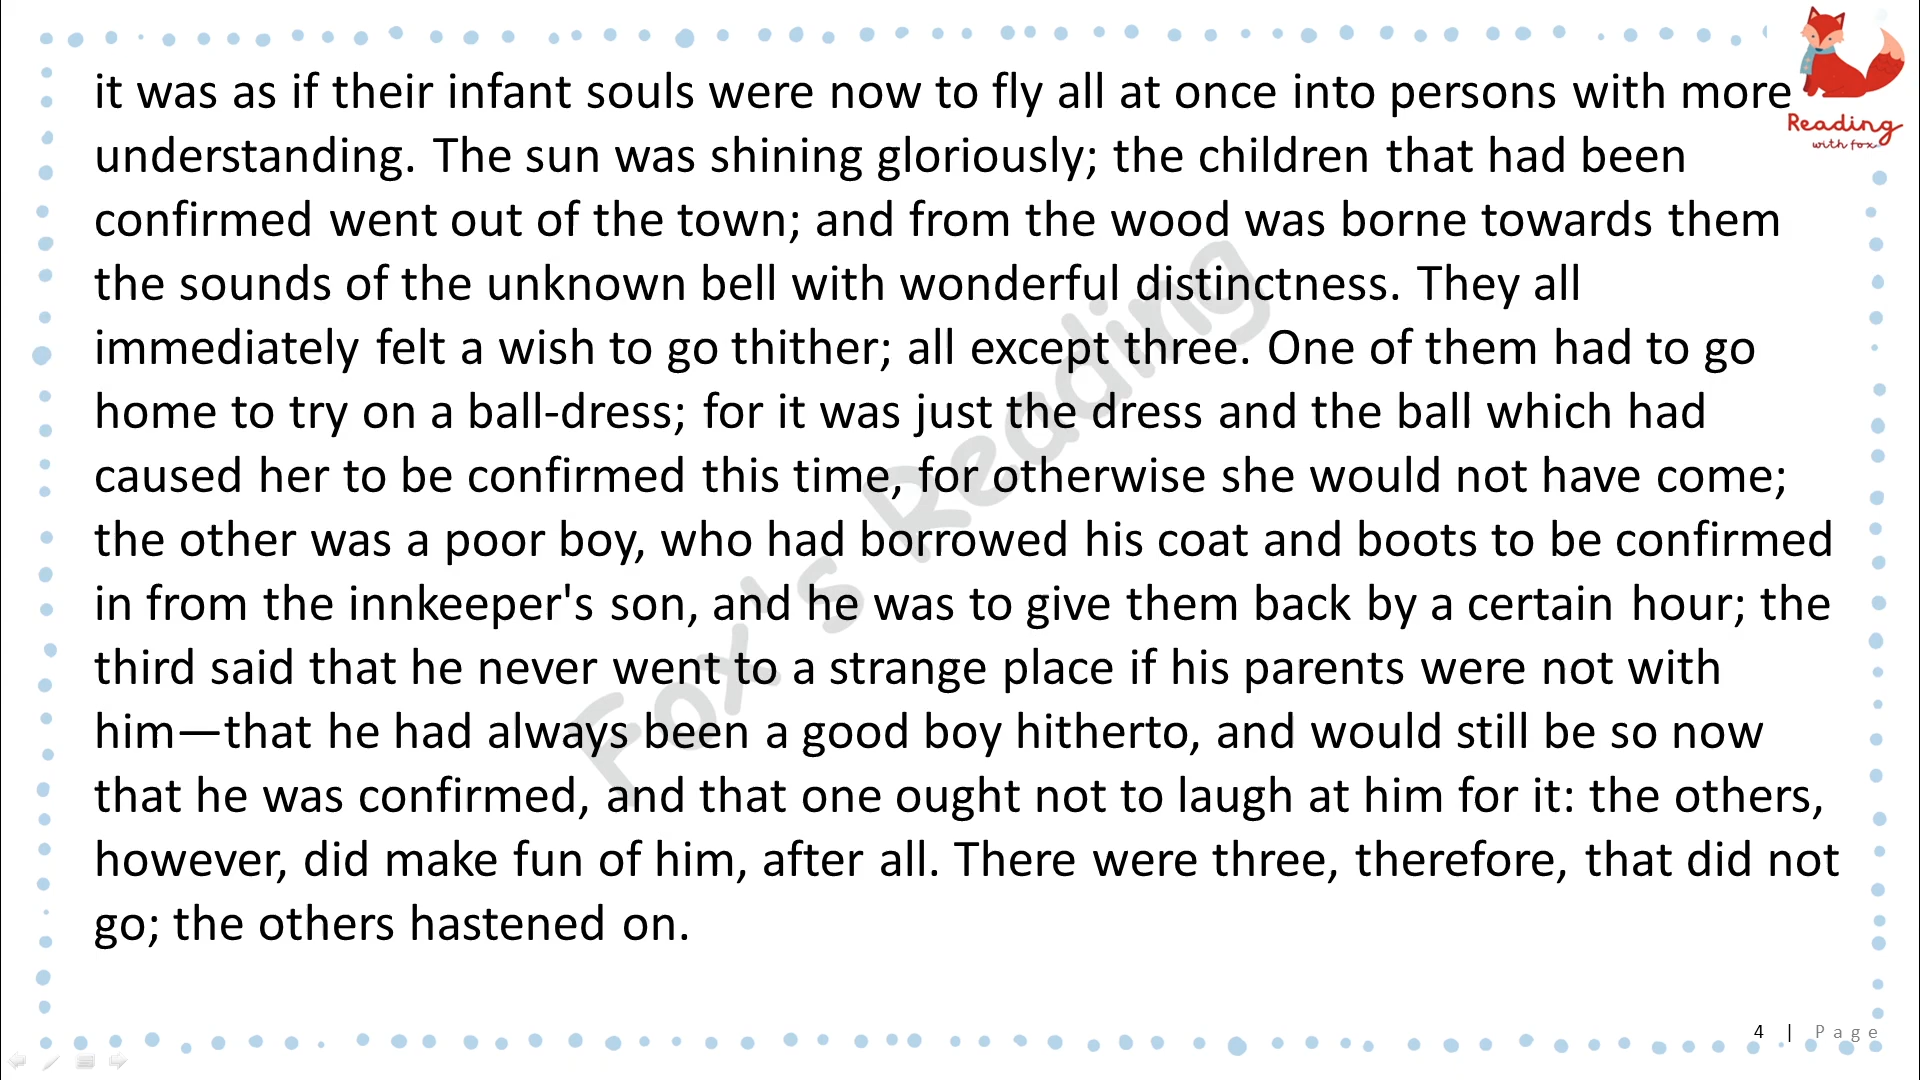 it was as if their infant souls were now to fly all at once into persons with more
understanding. The sun was shining gloriously; the children that had been
confirmed went out of the town; and from the wood was borne towards them
the sounds of the unknown bell with wonderful distinctness. They all
immediately felt a wish to go thither; all except three. One of them had to go
home to try on a ball-dress; for it was just the dress and the ball which had
caused her to be confirmed this time, for otherwise she would not have come;
the other was a poor boy, who had borrowed his coat and boots to be confirmed
in from the innkeeper's son, and he was to give them back by a certain hour; the
third said that he never went to a strange place if his parents were not with
him—that he had always been a good boy hitherto, and would still be so now
that he was confirmed, and that one ought not to laugh at him for it: the others,
however, did make fun of him, after all. There were three, therefore, that did not
go; the others hastened on.
Reading
with fox
Fox's Reading
4 | Page